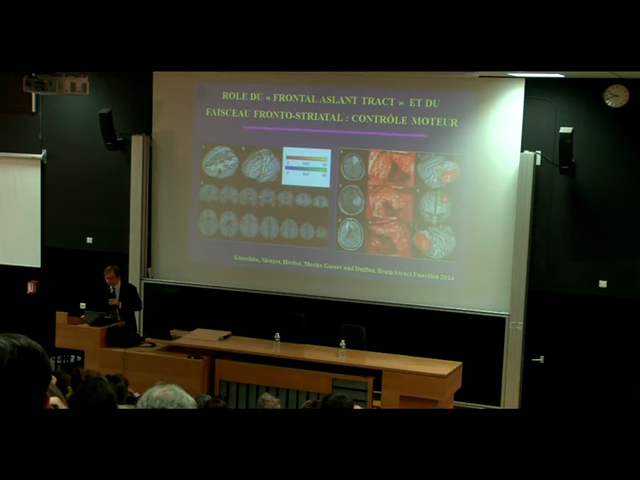 ROLE DU « FRONTAL ASLANT TRACT » ET DU
FAISCEAU FRONTO-STRIATAL : CONTRÔLE MOTEUR
Kinoshita, Menjot, Herbet, Moritz-Gasser and Duffau, Brain Struct Function 2014